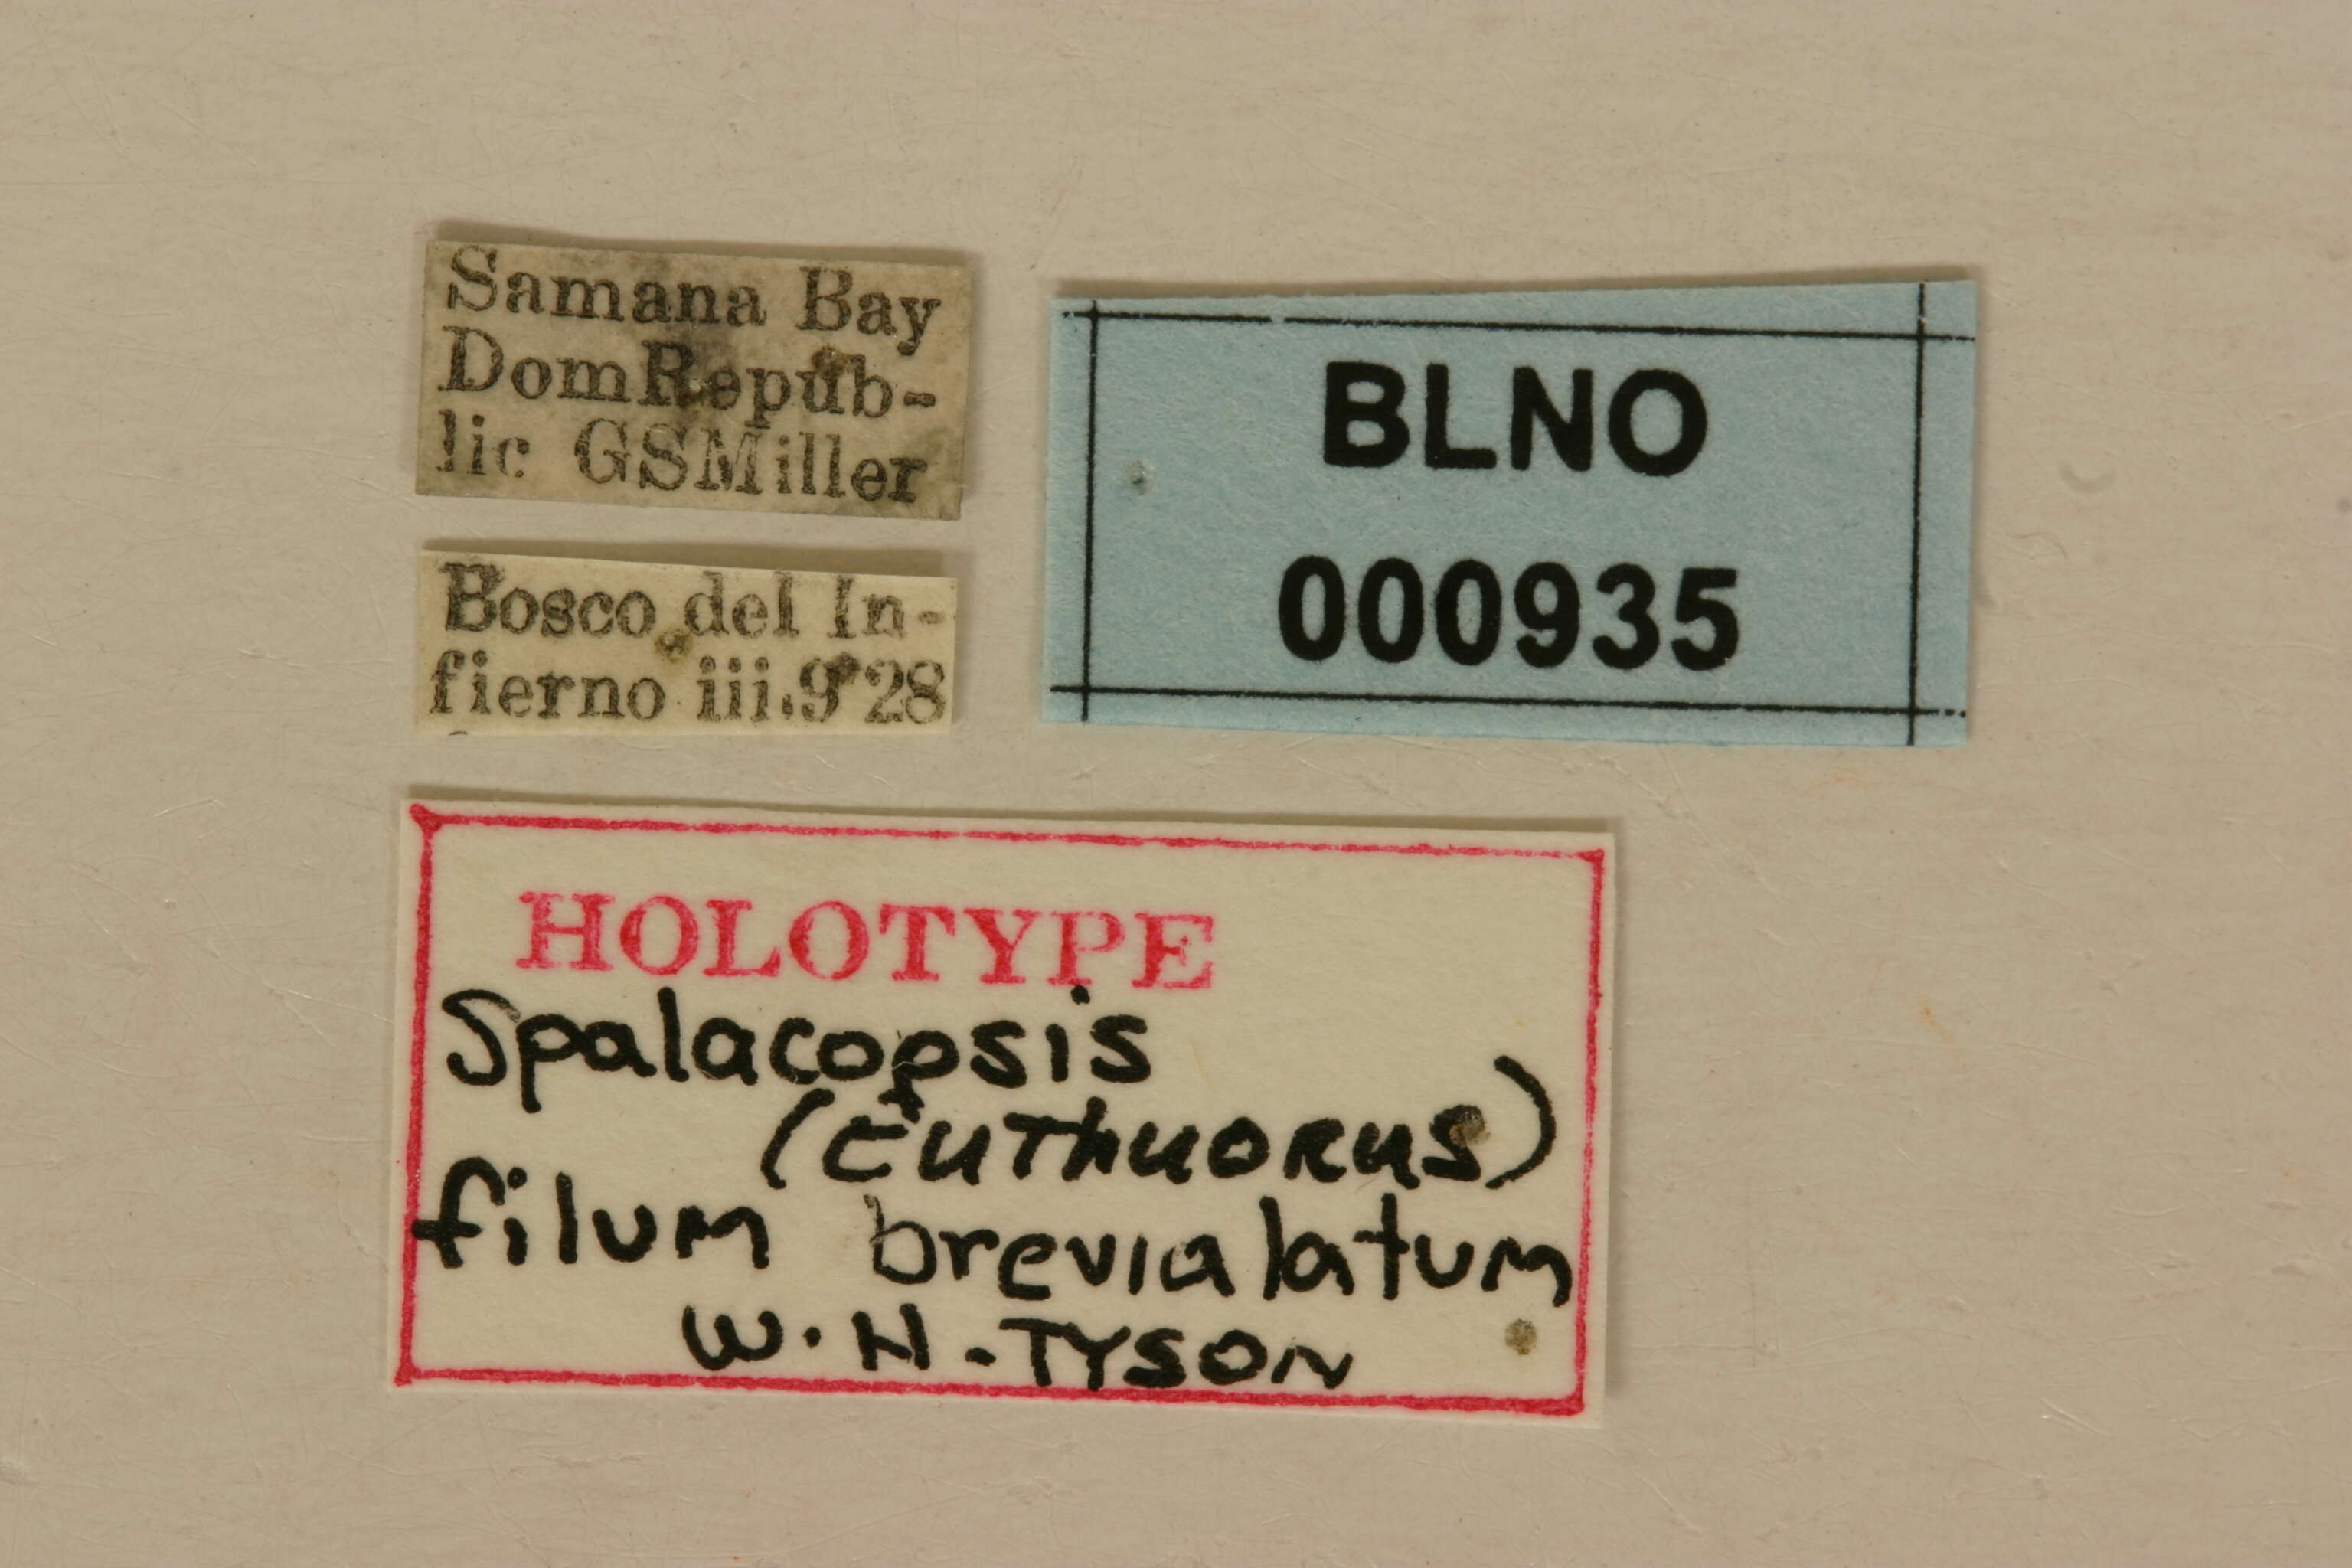 Samana Bay
DomRepub-
lic GSMiller
Bosco del In-
fierno iii.9'28
BLNO
000935
HOLOTYPE
Spalacopsis
(EuThuorus)
filum brevialatum
W.H.TYSON